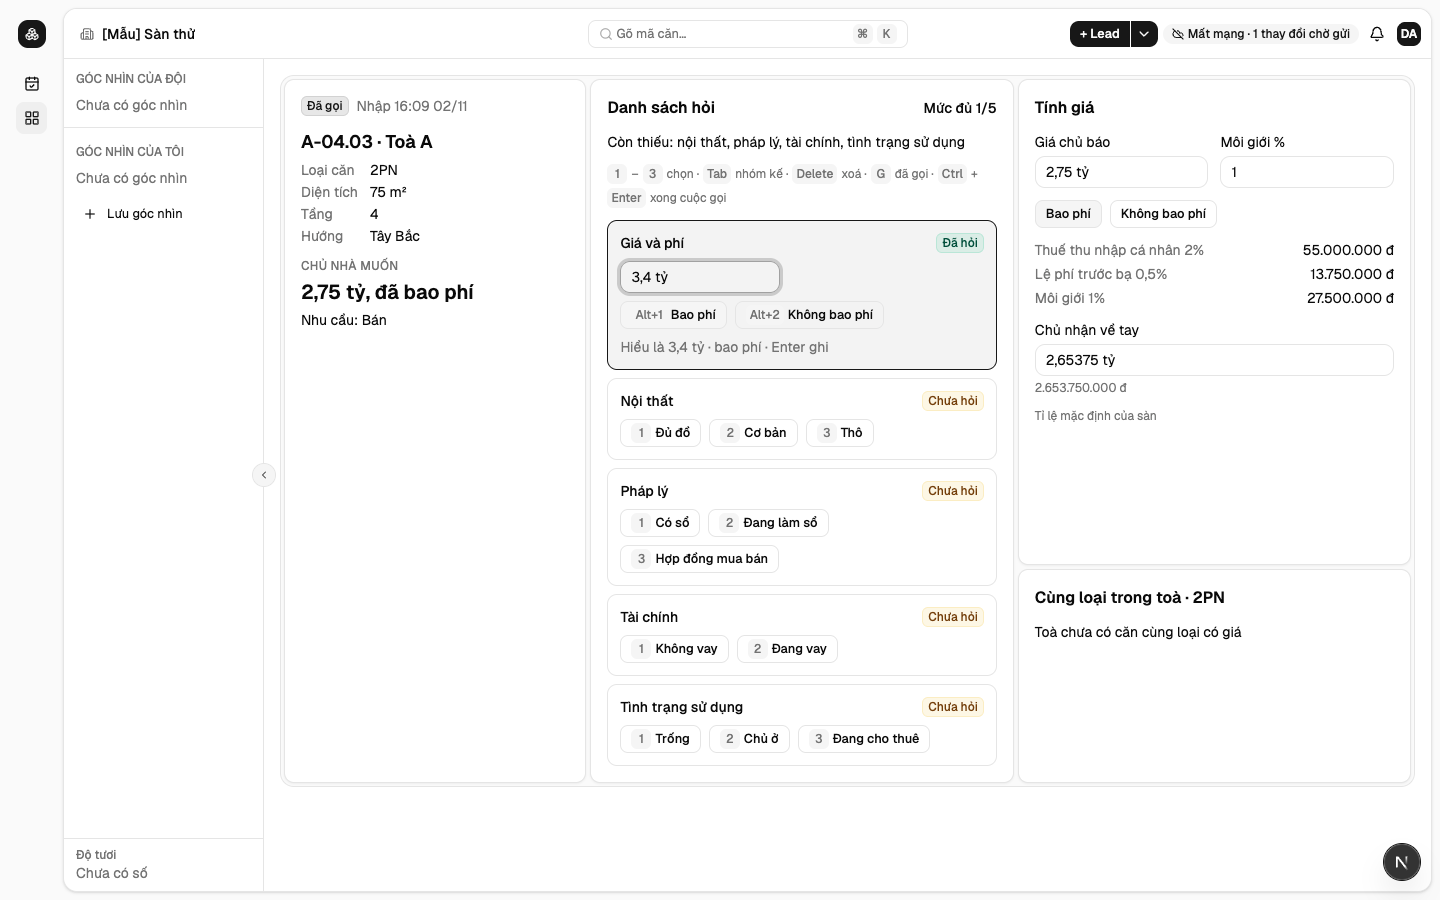 [Mẫu] Sàn thử
Gõ mã căn...
⌘ K
+ Lead
Mất mạng · 1 thay đổi chờ gửi
DA
GÓC NHÌN CỦA ĐỘI
Chưa có góc nhìn
GÓC NHÌN CỦA TÔI
Chưa có góc nhìn
+ Lưu góc nhìn
Độ tươi
Chưa có số
Đã gọi Nhập 16:09 02/11
A-04.03 · Toà A
Loại căn 2PN
Diện tích 75 m²
Tầng 4
Hướng Tây Bắc
CHỦ NHÀ MUỐN
2,75 tỷ, đã bao phí
Nhu cầu: Bán
Danh sách hỏi Mức đủ 1/5
Còn thiếu: nội thất, pháp lý, tài chính, tình trạng sử dụng
1 – 3 chọn · Tab nhóm kế · Delete xoá · G đã gọi · Ctrl +
Enter xong cuộc gọi
Giá và phí Đã hỏi
3,4 tỷ
Alt+1 Bao phí Alt+2 Không bao phí
Hiểu là 3,4 tỷ · bao phí · Enter ghi
Nội thất Chưa hỏi
1 Đủ đồ 2 Cơ bản 3 Thô
Pháp lý Chưa hỏi
1 Có sổ 2 Đang làm sổ
3 Hợp đồng mua bán
Tài chính Chưa hỏi
1 Không vay 2 Đang vay
Tình trạng sử dụng Chưa hỏi
1 Trống 2 Chủ ở 3 Đang cho thuê
Tính giá
Giá chủ báo Môi giới %
2,75 tỷ 1
Bao phí Không bao phí
Thuế thu nhập cá nhân 2% 55.000.000 đ
Lệ phí trước bạ 0,5% 13.750.000 đ
Môi giới 1% 27.500.000 đ
Chủ nhận về tay
2,65375 tỷ
2.653.750.000 đ
Tỉ lệ mặc định của sàn
Cùng loại trong toà · 2PN
Toà chưa có căn cùng loại có giá
N